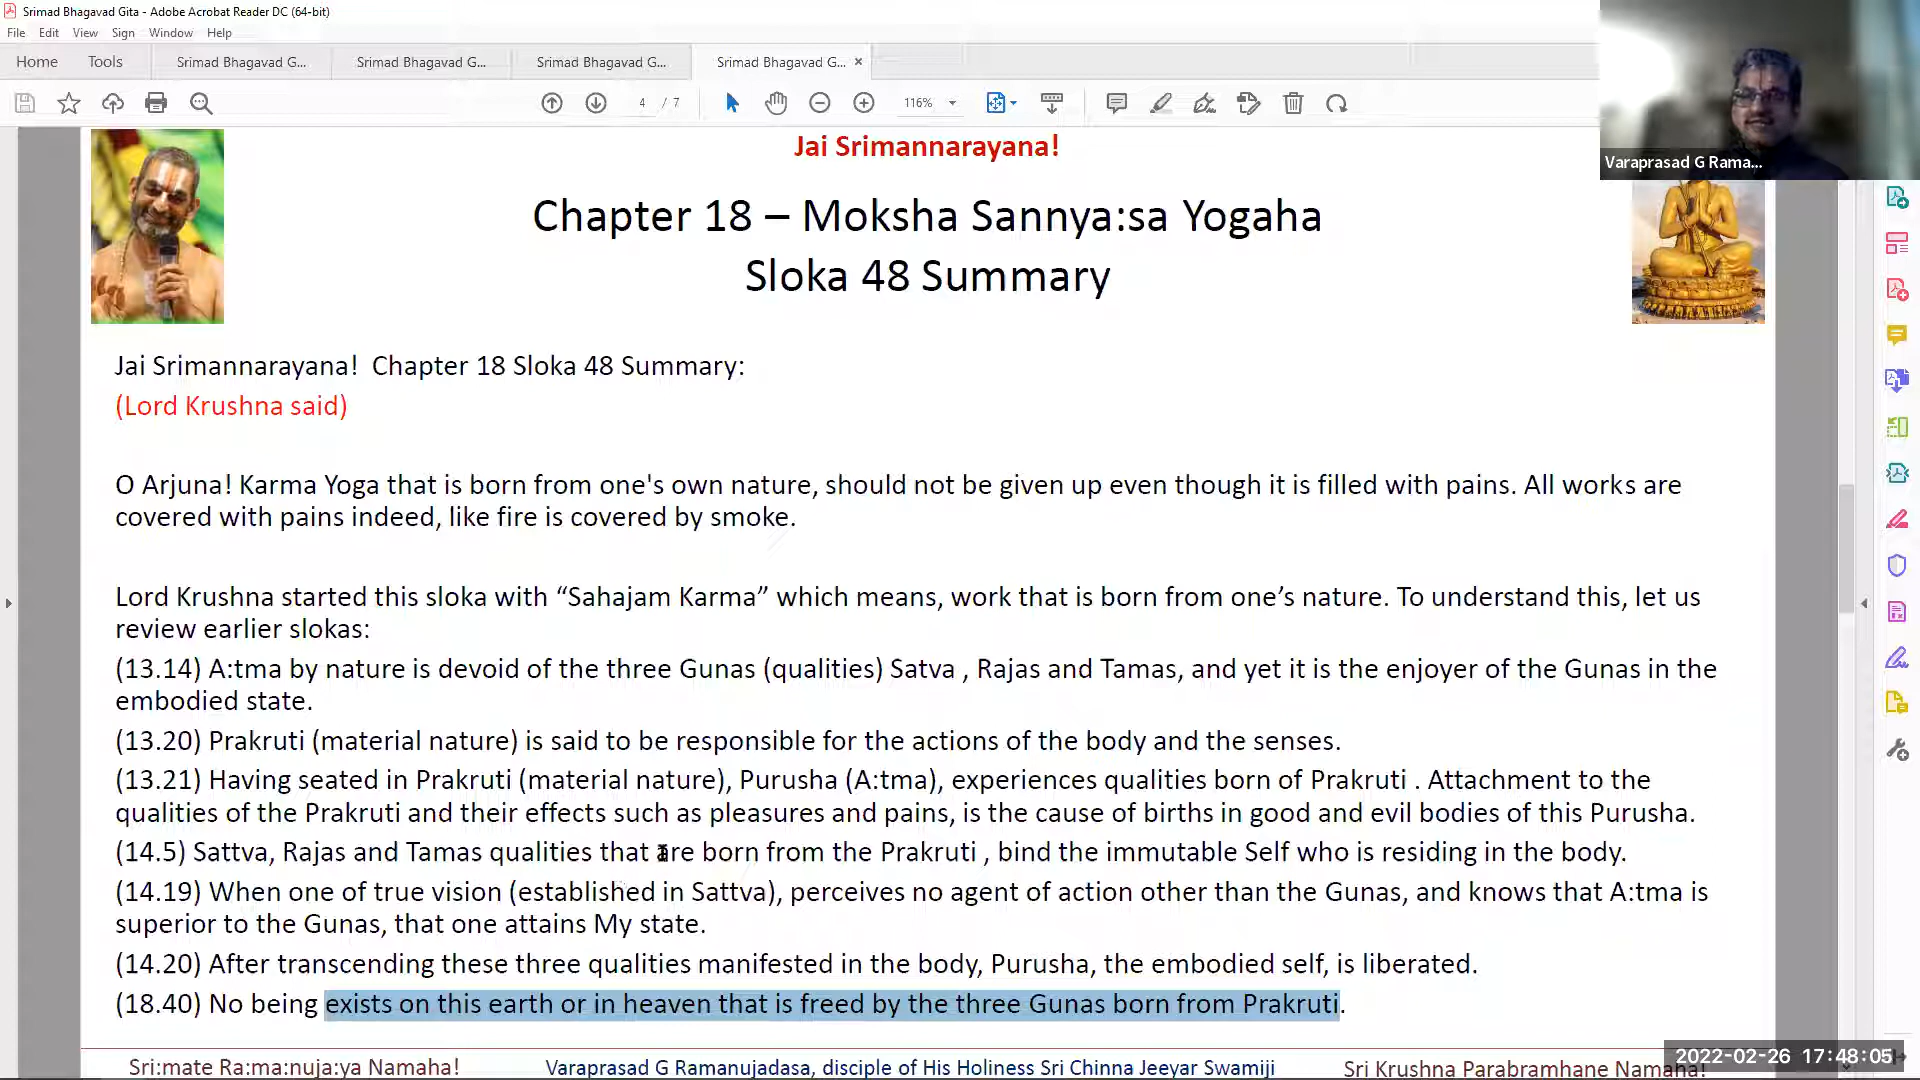 Srimad Bhagavad Gita - Adobe Acrobat Reader DC (64-bit)
File Edit View Sign Window Help
Home Tools Srimad Bhagavad G... Srimad Bhagavad G... Srimad Bhagavad G... Srimad Bhagavad G... ×
4 / 7 116%
Varaprasad G Rama...
Jai Srimannarayana!
Chapter 18 – Moksha Sannya:sa Yogaha
Sloka 48 Summary
Jai Srimannarayana!  Chapter 18 Sloka 48 Summary:
(Lord Krushna said)
O Arjuna! Karma Yoga that is born from one's own nature, should not be given up even though it is filled with pains. All works are
covered with pains indeed, like fire is covered by smoke.
Lord Krushna started this sloka with “Sahajam Karma” which means, work that is born from one’s nature. To understand this, let us
review earlier slokas:
(13.14) A:tma by nature is devoid of the three Gunas (qualities) Satva , Rajas and Tamas, and yet it is the enjoyer of the Gunas in the
embodied state.
(13.20) Prakruti (material nature) is said to be responsible for the actions of the body and the senses.
(13.21) Having seated in Prakruti (material nature), Purusha (A:tma), experiences qualities born of Prakruti . Attachment to the
qualities of the Prakruti and their effects such as pleasures and pains, is the cause of births in good and evil bodies of this Purusha.
(14.5) Sattva, Rajas and Tamas qualities that are born from the Prakruti , bind the immutable Self who is residing in the body.
(14.19) When one of true vision (established in Sattva), perceives no agent of action other than the Gunas, and knows that A:tma is
superior to the Gunas, that one attains My state.
(14.20) After transcending these three qualities manifested in the body, Purusha, the embodied self, is liberated.
(18.40) No being exists on this earth or in heaven that is freed by the three Gunas born from Prakruti.
Sri:mate Ra:ma:nuja:ya Namaha! Varaprasad G Ramanujadasa, disciple of His Holiness Sri Chinna Jeeyar Swamiji Sri Krushna Parabramhane Namaha!
2022-02-26 17:48:05